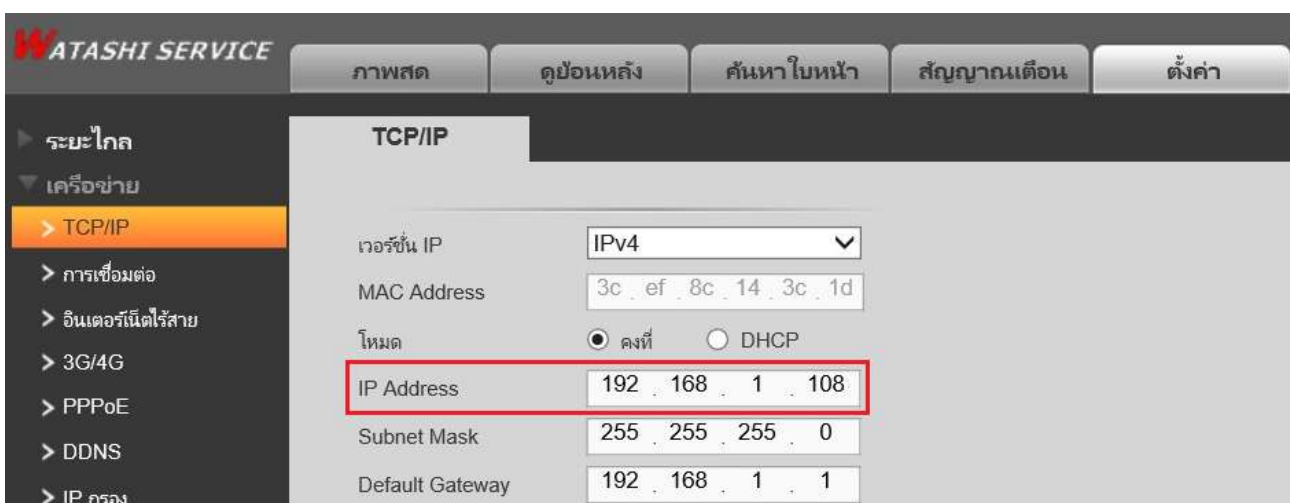 WATASHI SERVICE
ภาพสด
ดูย้อนหลัง
ค้นหาใบหน้า
สัญญาณเตือน
ตั้งค่า
ระยะไกล
เครือข่าย
TCP/IP
การเชื่อมต่อ
อินเตอร์เน็ตไร้สาย
3G/4G
PPPoE
DDNS
IP กรอง
TCP/IP
เวอร์ชั่น IP IPv4
MAC Address 3c . ef . 8c . 14 . 3c . 1d
โหมด คงที่ DHCP
IP Address 192 . 168 . 1 . 108
Subnet Mask 255 . 255 . 255 . 0
Default Gateway 192 . 168 . 1 . 1